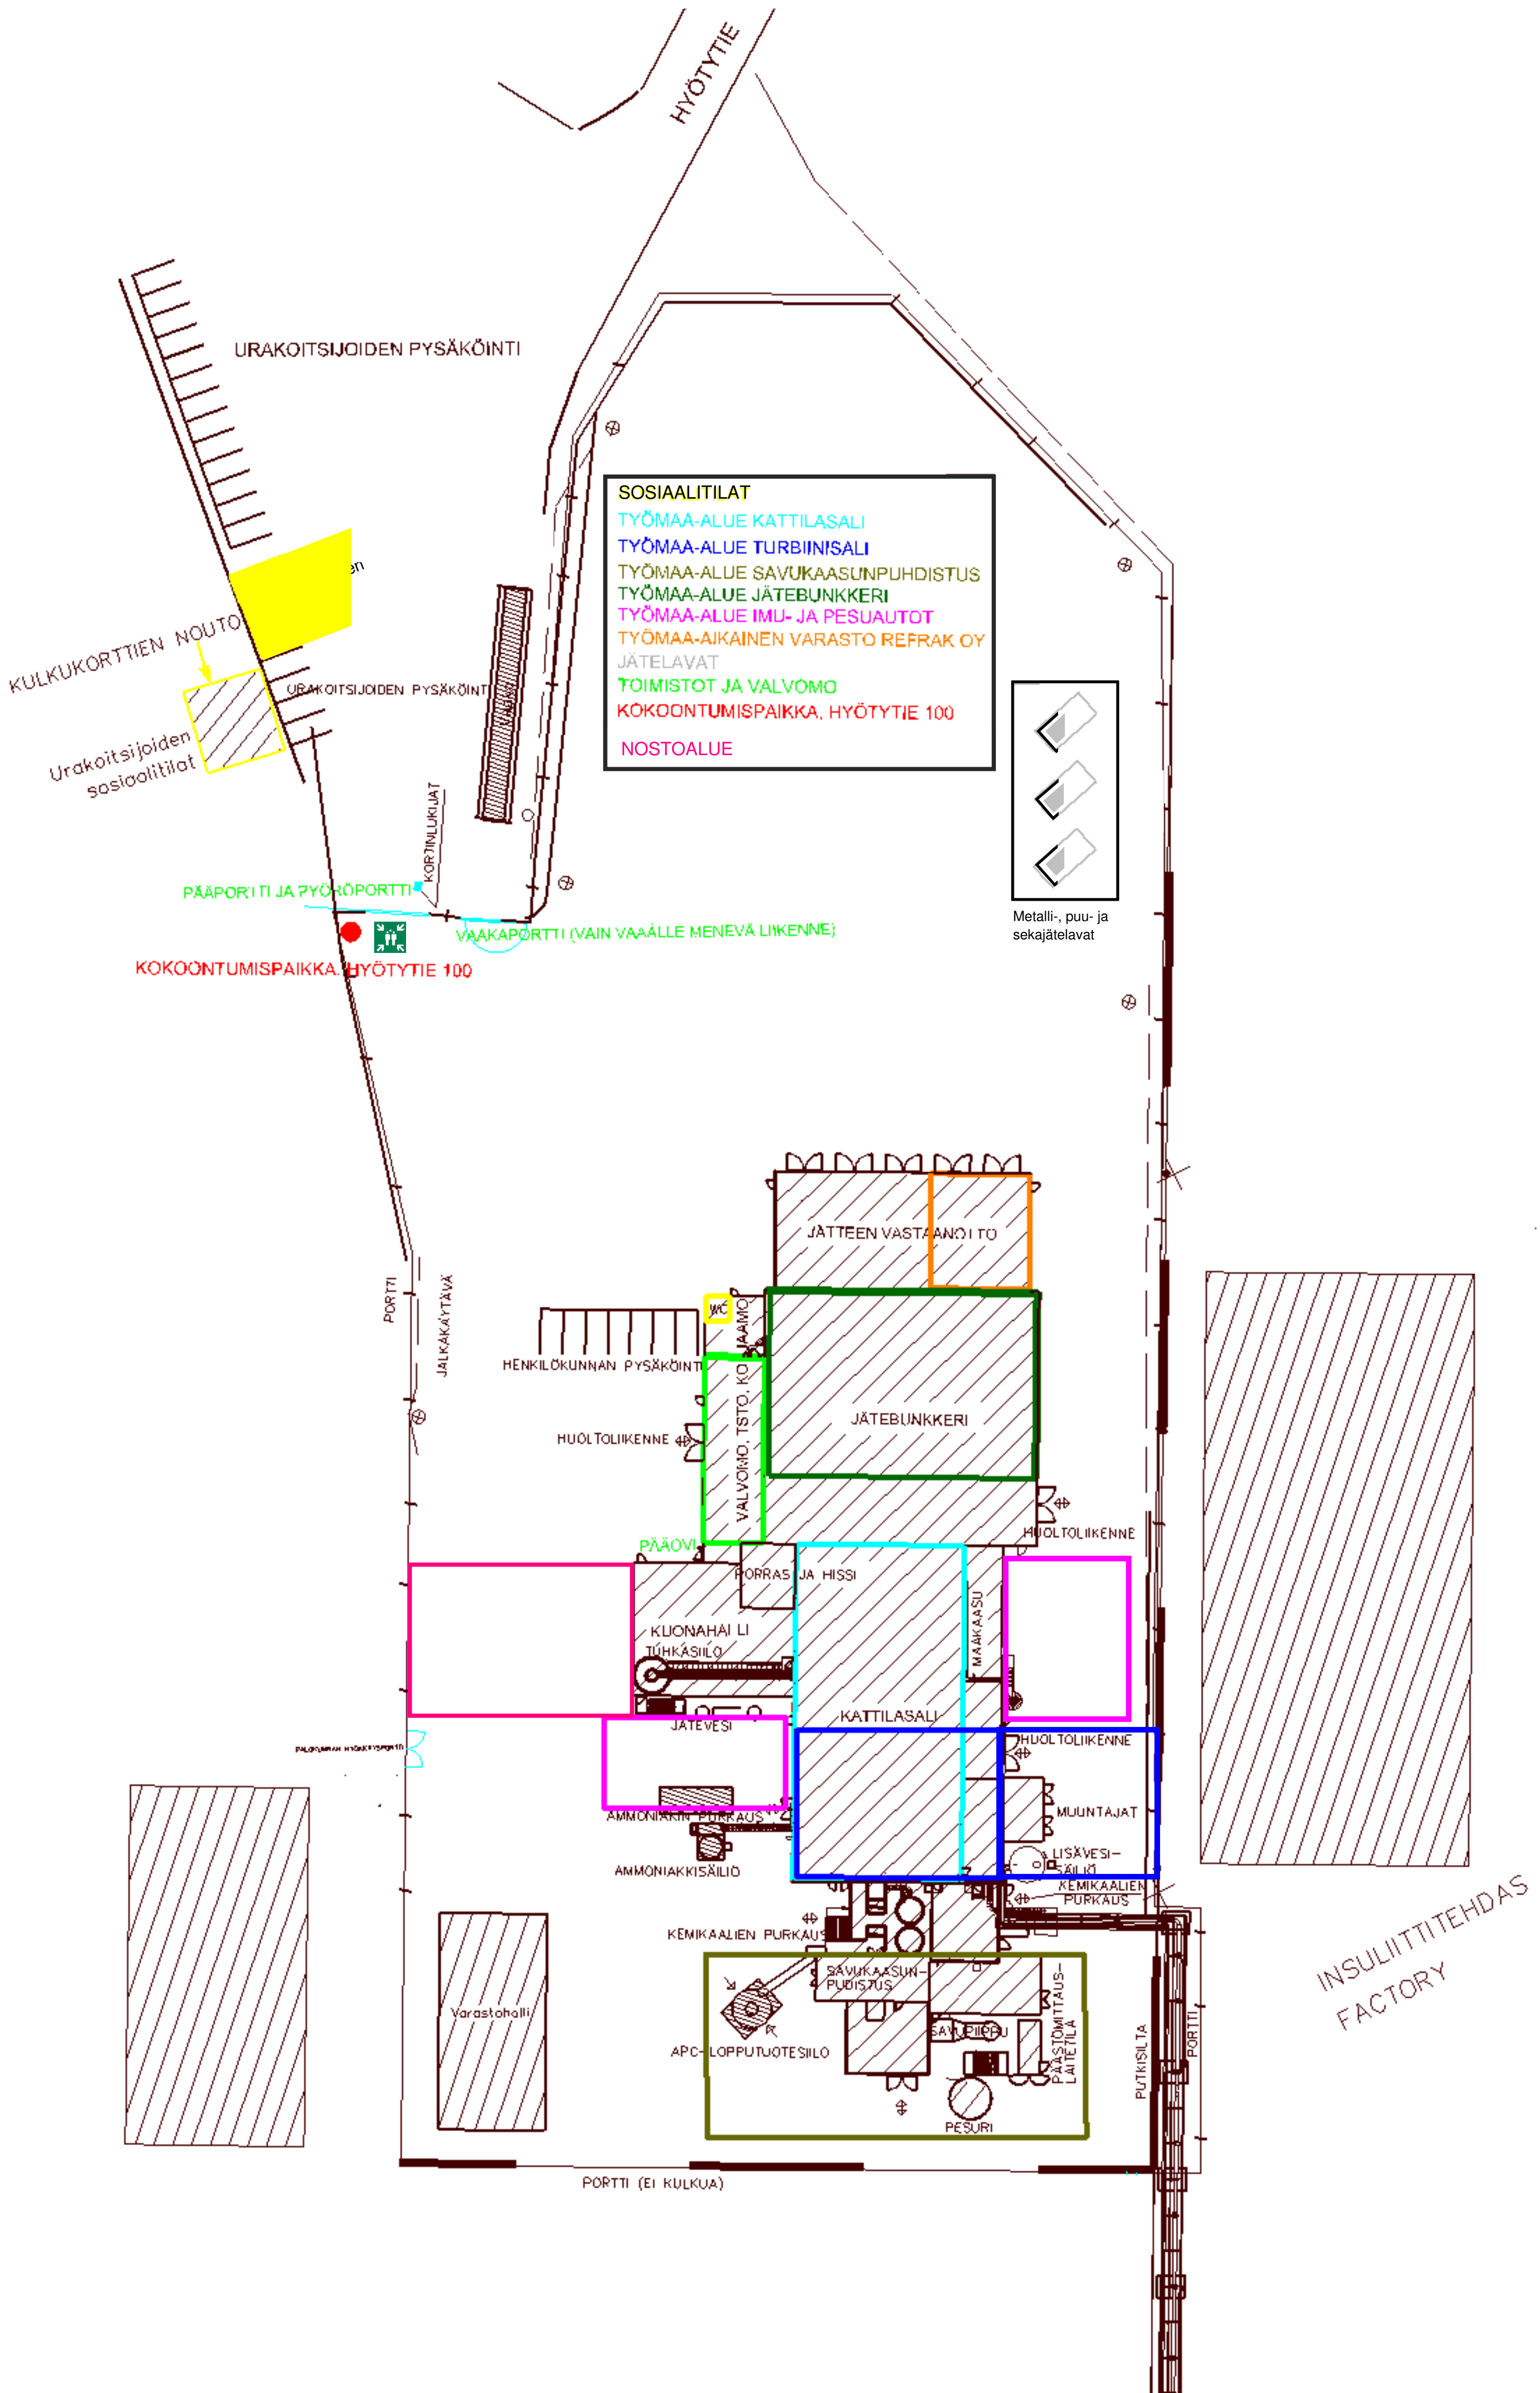 HYÖTYTIE
URAKOITSIJOIDEN PYSÄKÖINTI
SOSIAALITILAT
TYÖMAA-ALUE KATTILASALI
TYÖMAA-ALUE TURBIINISALI
TYÖMAA-ALUE SAVUKAASUNPUHDISTUS
TYÖMAA-ALUE JÄTEBUNKKERI
TYÖMAA-ALUE IMU- JA PESUAUTOT
TYÖMAA-AIKAINEN VARASTO REFRAK OY
JÄTELAVAT
TOIMISTOT JA VALVOMO
KOKOONTUMISPAIKKA, HYÖTYTIE 100
NOSTOALUE
en
KULKUKORTTIEN NOUTO
URAKOITSIJOIDEN PYSÄKÖINTI
Urakoitsijoiden
sosiaalitilat
KORTINLUKIJAT
PÄÄPORTTI JA PYÖRÖPORTTI
VAAKAPORTTI (VAIN VAAÁLLE MENEVÄ LIIKENNE)
KOKOONTUMISPAIKKA, HYÖTYTIE 100
Metalli-, puu- ja
sekajätelavat
JÄTTEEN VASTAANOTTO
PORTTI
JALKAKÄYTÄVÄ
WC
HENKILÖKUNNAN PYSÄKÖINTI
VALVOMO, TSTO, KORJAAMO
JÄTEBUNKKERI
HUOLTOLIIKENNE
HUOLTOLIIKENNE
PÄÄOVI
PORRAS JA HISSI
KUONAHALLI
TUHKASIILO
MAAKAASU
JÄTEVESI
KATTILASALI
HUOLTOLIIKENNE
MUUNTAJAT
AMMONIAKIN PURKAUS
AMMONIAKKISÄILIÖ
LISÄVESI-
SÄILIÖ
KEMIKAALIEN
PURKAUS
KEMIKAALIEN PURKAUS
INSULIITTITEHDAS
FACTORY
SAVUKAASUN-
PUDISTUS
Varastohalli
SAVUPIIPPU
APC-LOPPUTUOTESIILO
PÄÄSTÖMITTAUS-
LAITETILA
PUTKISILTA
PORTTI
PESURI
PORTTI (EI KULKUA)